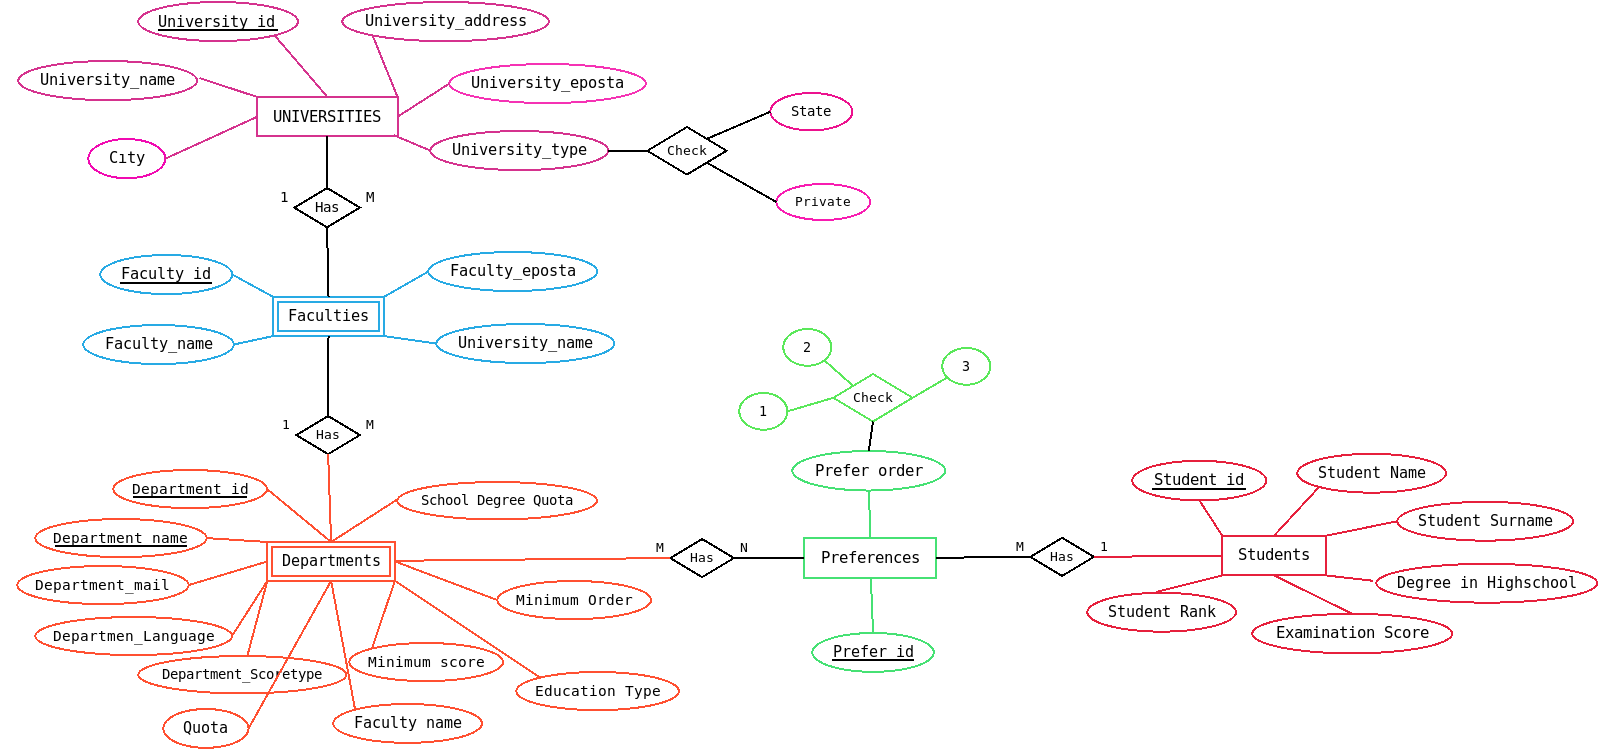 University_id
University_address
University_name
University_eposta
UNIVERSITIES
State
City
University_type
Check
Private
1
Has
M
Faculty_id
Faculty_eposta
Faculties
Faculty_name
University_name
2
3
Check
1
1
Has
M
Prefer order
Department_id
School Degree Quota
Student_id
Student Name
Student Surname
Department_name
Departments
M
Has
N
Preferences
M
Has
1
Students
Department_mail
Minimum Order
Degree in Highschool
Student Rank
Departmen_Language
Examination Score
Prefer_id
Department_Scoretype
Minimum score
Education Type
Quota
Faculty name